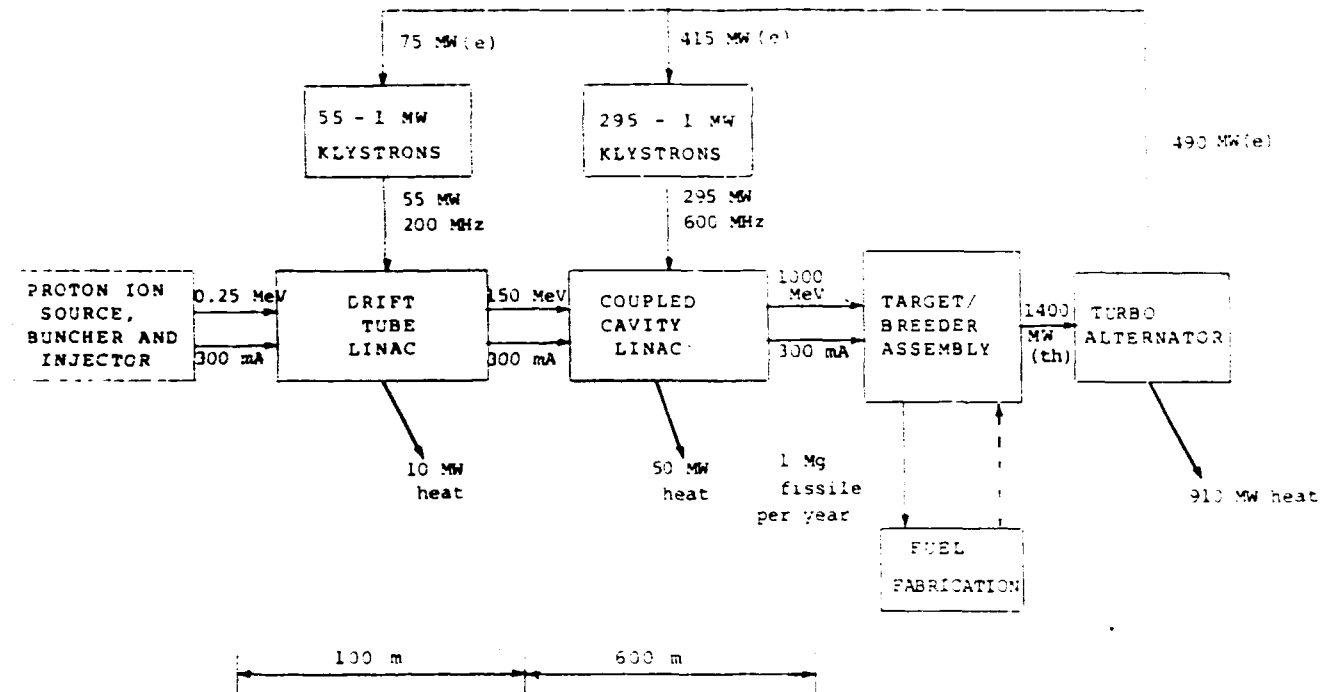 75 MW(e)
415 MW(e)
55 - 1 MW
KLYSTRONS
295 - 1 MW
KLYSTRONS
490 MW(e)
55 MW
200 MHz
295 MW
600 MHz
PROTON ION
SOURCE,
BUNCHER AND
INJECTOR
0.25 MeV
300 mA
DRIFT
TUBE
LINAC
150 MeV
300 mA
COUPLED
CAVITY
LINAC
1000
MeV
300 mA
TARGET/
BREEDER
ASSEMBLY
1400
MW
(th)
TURBO
ALTERNATOR
10 MW
heat
50 MW
heat
1 Mg
fissile
per year
910 MW heat
FUEL
FABRICATION
100 m
600 m